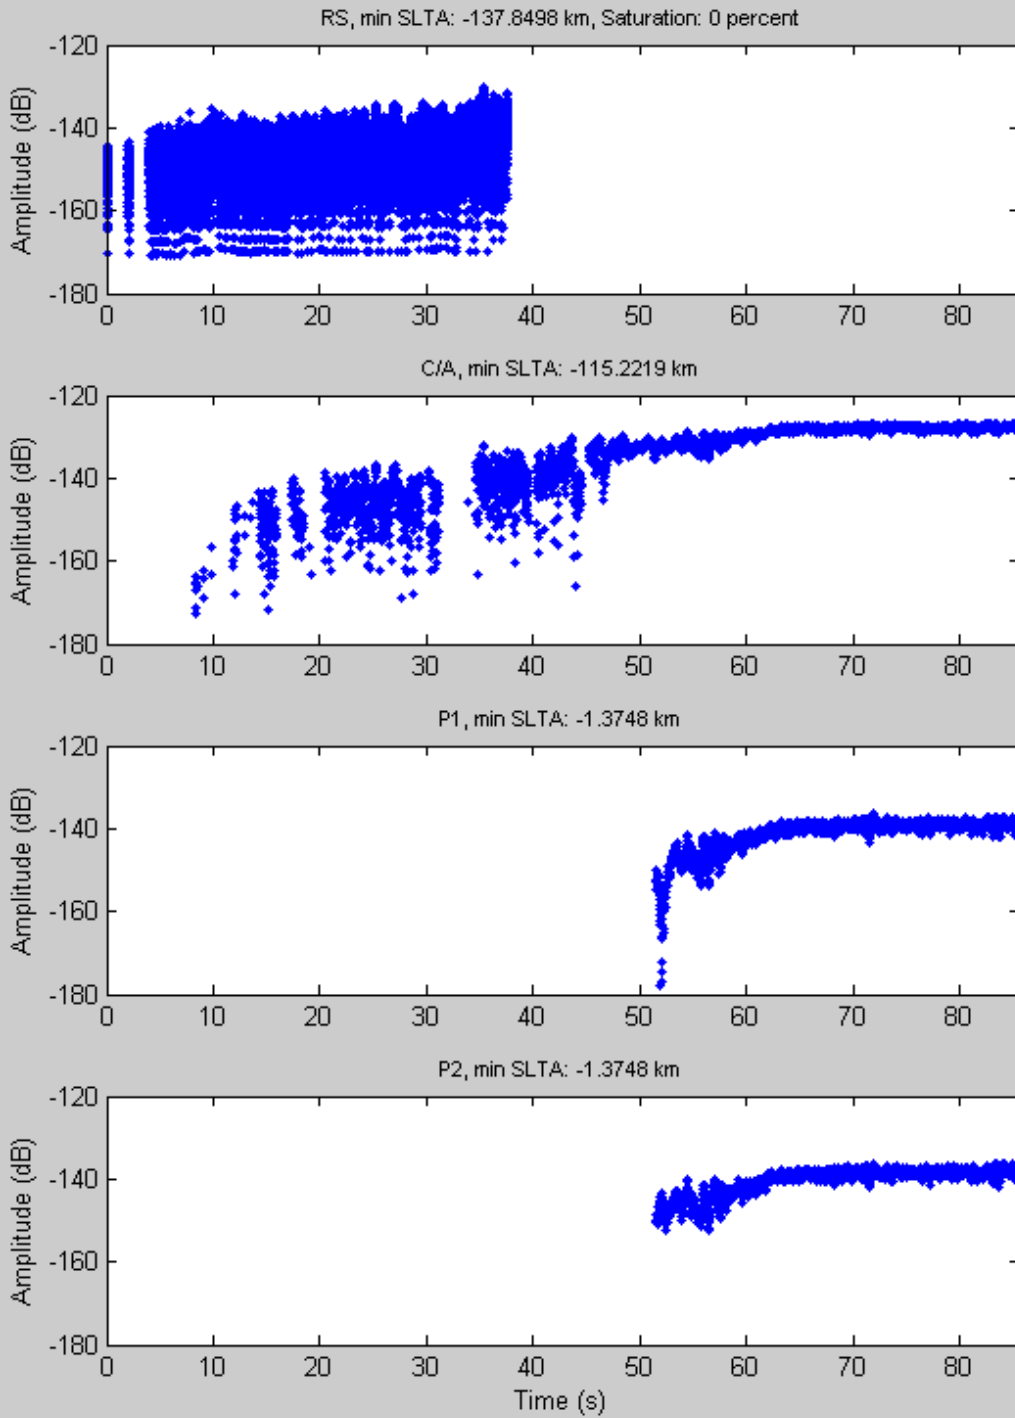 RS, min SLTA: -137.8498 km, Saturation: 0 percent
-120
-140
-160
-180
Amplitude (dB)
0 10 20 30 40 50 60 70 80
C/A, min SLTA: -115.2219 km
-120
-140
-160
-180
Amplitude (dB)
0 10 20 30 40 50 60 70 80
P1, min SLTA: -1.3748 km
-120
-140
-160
-180
Amplitude (dB)
0 10 20 30 40 50 60 70 80
P2, min SLTA: -1.3748 km
-120
-140
-160
-180
Amplitude (dB)
0 10 20 30 40 50 60 70 80
Time (s)